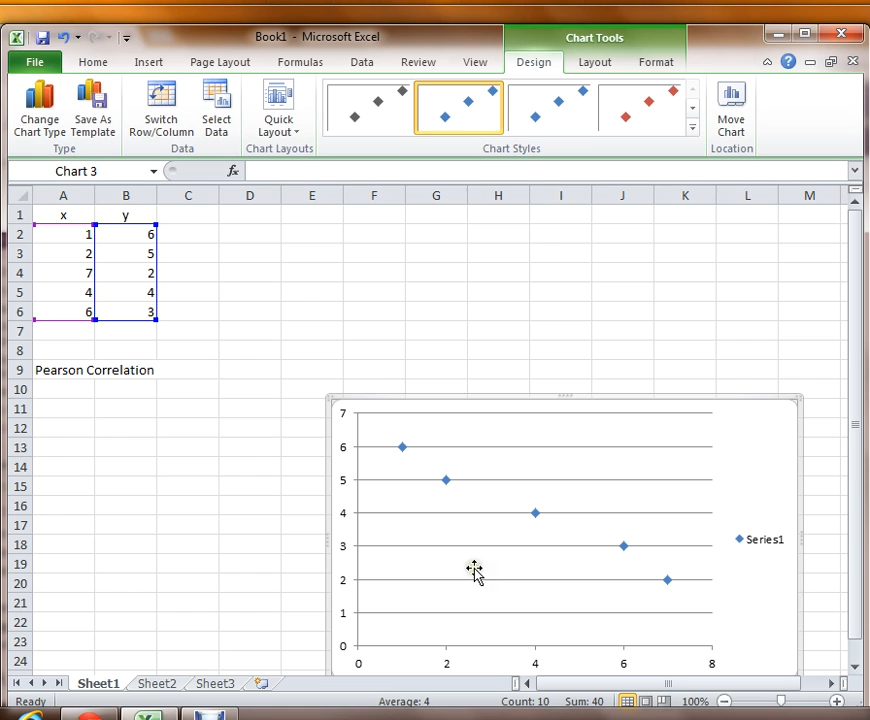 Book1 - Microsoft Excel
Chart Tools
File Home Insert Page Layout Formulas Data Review View Design Layout Format
Change Chart Type
Save As Template
Switch Row/Column
Select Data
Quick Layout
Move Chart
Type Data Chart Layouts Chart Styles Location
Chart 3 fx
A B C D E F G H I J K L M
1 x y
2 1 6
3 2 5
4 7 2
5 4 4
6 6 3
7
8
9 Pearson Correlation
10
11
12
13
14
15
16
17
18
19
20
21
22
23
24
7
6
5
4
3
2
1
0
0 2 4 6 8
Series1
Sheet1 Sheet2 Sheet3
Ready Average: 4 Count: 10 Sum: 40 100%